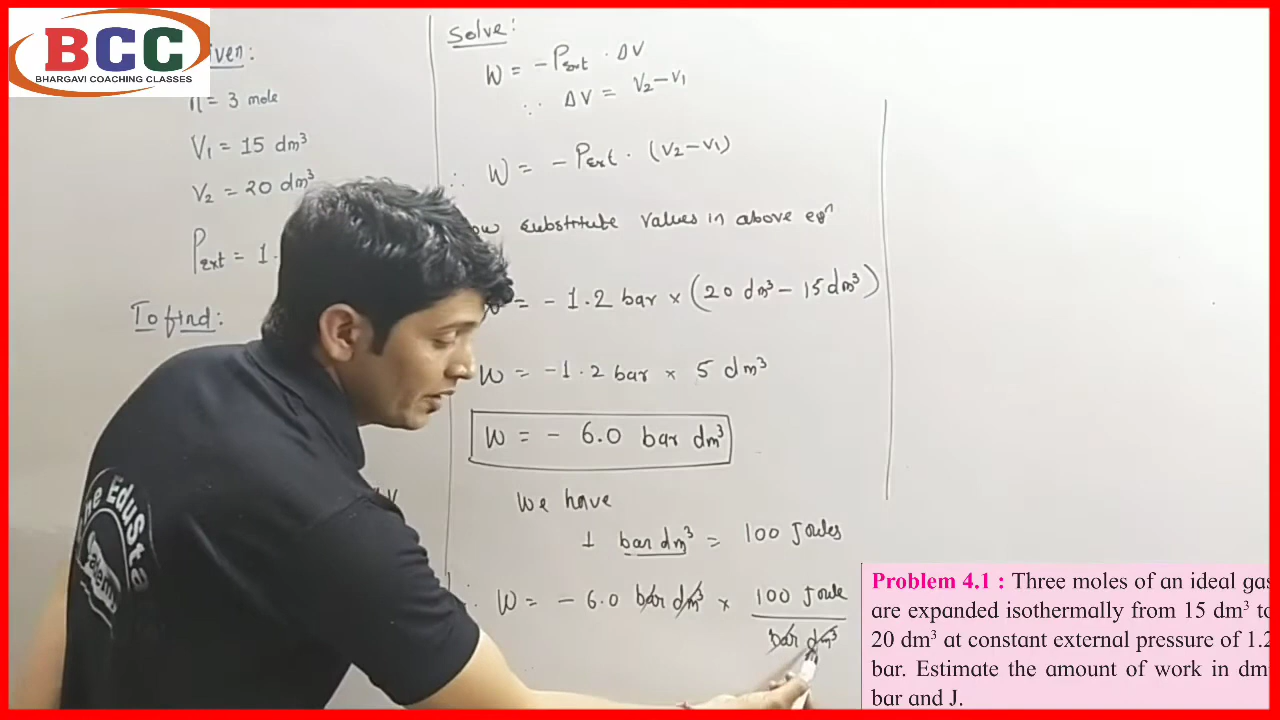 BCC
BHARGAVI COACHING CLASSES
iven:
n = 3 mole
V₁ = 15 dm³
V₂ = 20 dm³
Pext = 1.
To find:
Solve:
W = -Pext · ΔV
∵ ΔV = V₂-V₁
∴ W = -Pext · (V₂-V₁)
ow substitute values in above eqⁿ
W = - 1.2 bar × (20 dm³ - 15 dm³)
W = -1.2 bar × 5 dm³
W = - 6.0 bar dm³
We have
1 bar dm³ = 100 Joules
∴ W = - 6.0 bar dm³ × 100 Joule
bar dm³
The EduSta
Problem 4.1 : Three moles of an ideal gas
are expanded isothermally from 15 dm³ to
20 dm³ at constant external pressure of 1.2
bar. Estimate the amount of work in dm
bar and J.